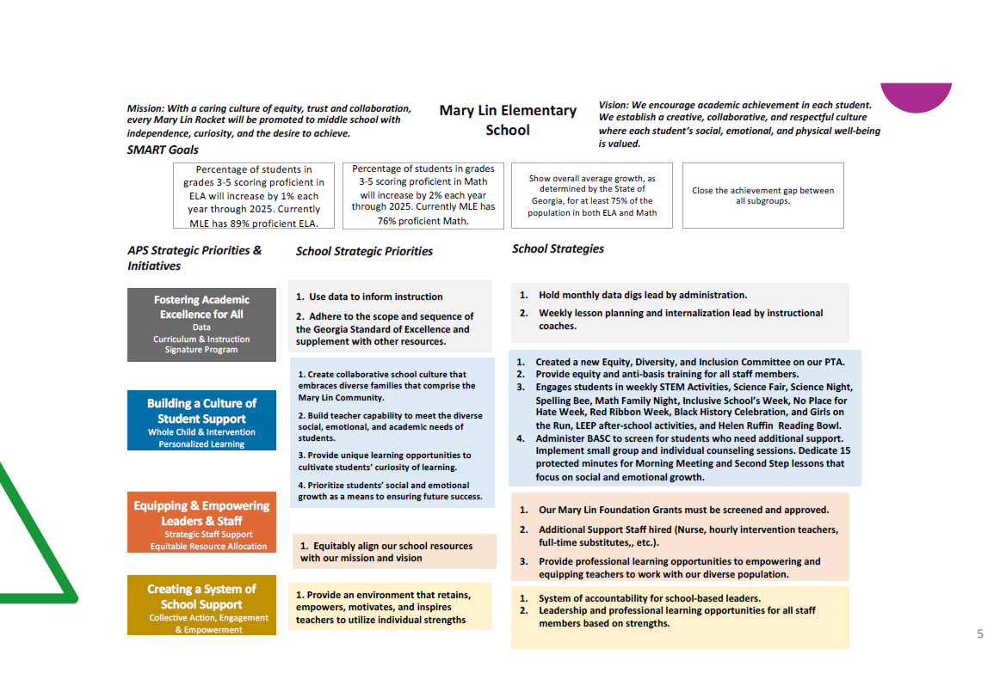 Mission: With a caring culture of equity, trust and collaboration,
every Mary Lin Rocket will be promoted to middle school with
independence, curiosity, and the desire to achieve.
SMART Goals
Mary Lin Elementary
School
Vision: We encourage academic achievement in each student.
We establish a creative, collaborative, and respectful culture
where each student's social, emotional, and physical well-being
is valued.
Percentage of students in
grades 3-5 scoring proficient in
ELA will increase by 1% each
year through 2025. Currently
MLE has 89% proficient ELA.
Percentage of students in grades
3-5 scoring proficient in Math
will increase by 2% each year
through 2025. Currently MLE has
76% proficient Math.
Show overall average growth, as
determined by the State of
Georgia, for at least 75% of the
population in both ELA and Math
Close the achievement gap between
all subgroups.
APS Strategic Priorities &
Initiatives
School Strategic Priorities
School Strategies
Fostering Academic
Excellence for All
Data
Curriculum & Instruction
Signature Program
1. Use data to inform instruction
2. Adhere to the scope and sequence of
the Georgia Standard of Excellence and
supplement with other resources.
1. Hold monthly data digs lead by administration.
2. Weekly lesson planning and internalization lead by instructional
coaches.
Building a Culture of
Student Support
Whole Child & Intervention
Personalized Learning
1. Create collaborative school culture that
embraces diverse families that comprise the
Mary Lin Community.
2. Build teacher capability to meet the diverse
social, emotional, and academic needs of
students.
3. Provide unique learning opportunities to
cultivate students' curiosity of learning.
4. Prioritize students' social and emotional
growth as a means to ensuring future success.
1. Created a new Equity, Diversity, and Inclusion Committee on our PTA.
2. Provide equity and anti-basis training for all staff members.
3. Engages students in weekly STEM Activities, Science Fair, Science Night,
Spelling Bee, Math Family Night, Inclusive School's Week, No Place for
Hate Week, Red Ribbon Week, Black History Celebration, and Girls on
the Run, LEEP after-school activities, and Helen Ruffin Reading Bowl.
4. Administer BASC to screen for students who need additional support.
Implement small group and individual counseling sessions. Dedicate 15
protected minutes for Morning Meeting and Second Step lessons that
focus on social and emotional growth.
Equipping & Empowering
Leaders & Staff
Strategic Staff Support
Equitable Resource Allocation
1. Equitably align our school resources
with our mission and vision
1. Our Mary Lin Foundation Grants must be screened and approved.
2. Additional Support Staff hired (Nurse, hourly intervention teachers,
full-time substitutes,, etc.).
3. Provide professional learning opportunities to empowering and
equipping teachers to work with our diverse population.
Creating a System of
School Support
Collective Action, Engagement
& Empowerment
1. Provide an environment that retains,
empowers, motivates, and inspires
teachers to utilize individual strengths
1. System of accountability for school-based leaders.
2. Leadership and professional learning opportunities for all staff
members based on strengths.
5